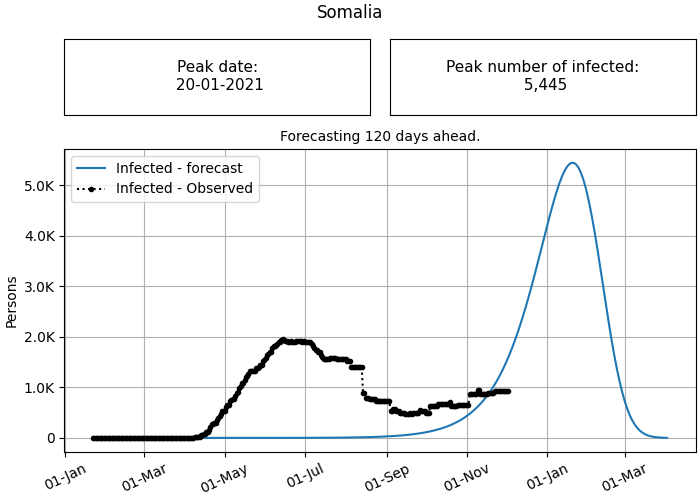 Somalia
Peak date:
20-01-2021
Peak number of infected:
5,445
Forecasting 120 days ahead.
Infected - forecast
Infected - Observed
Persons
5.0K
4.0K
3.0K
2.0K
1.0K
0
01-Jan
01-Mar
01-May
01-Jul
01-Sep
01-Nov
01-Jan
01-Mar